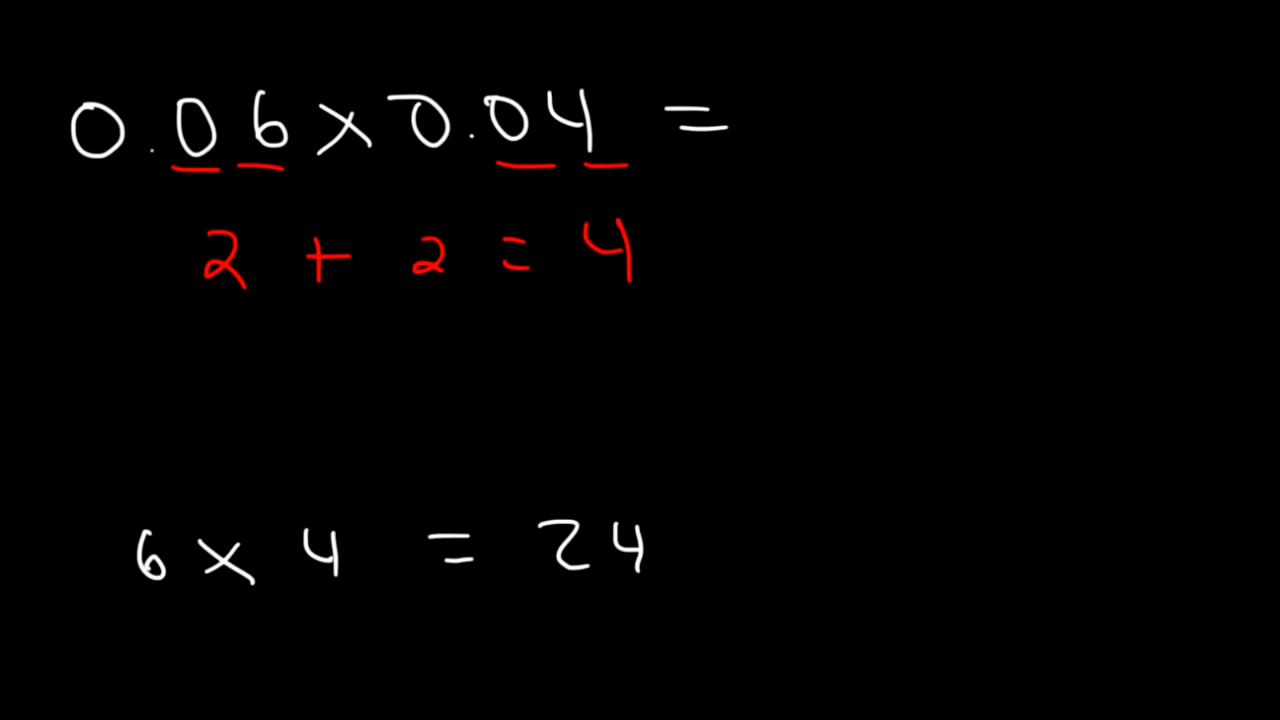 0.06 x 0.04 =
2 + 2 = 4
6 x 4 = 24